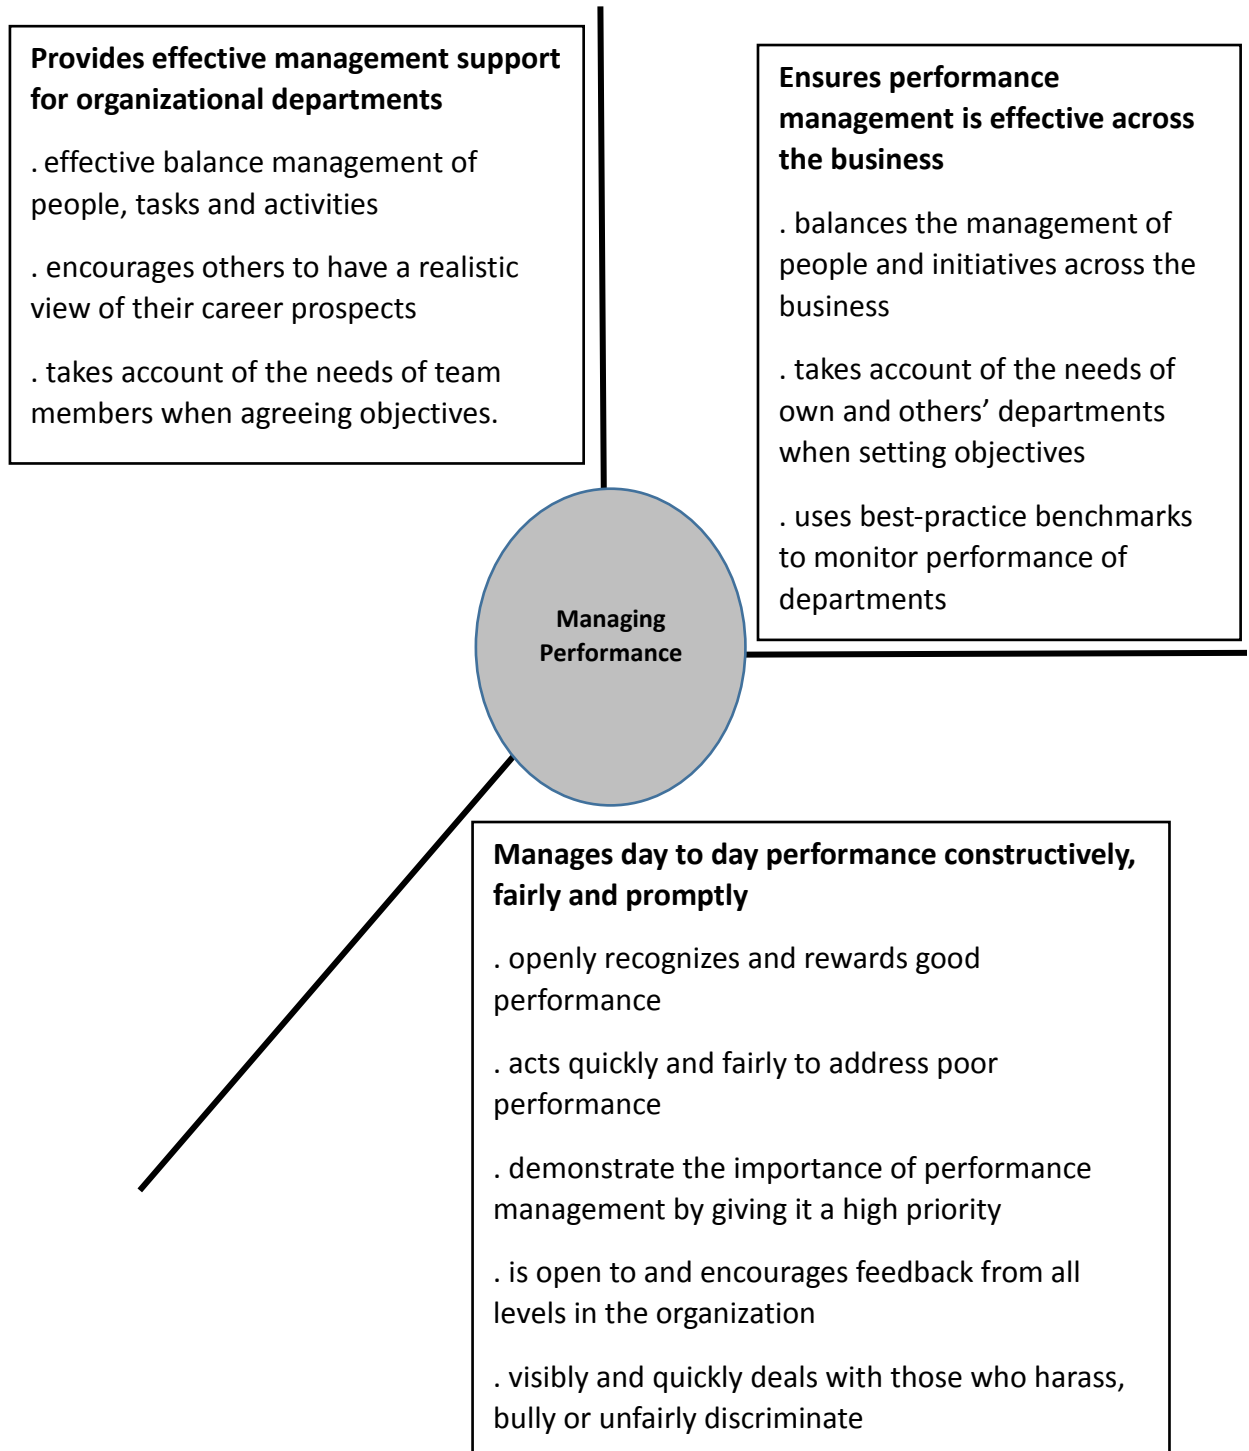 Provides effective management support
for organizational departments
. effective balance management of
people, tasks and activities
. encourages others to have a realistic
view of their career prospects
. takes account of the needs of team
members when agreeing objectives.
Ensures performance
management is effective across
the business
. balances the management of
people and initiatives across the
business
. takes account of the needs of
own and others’ departments
when setting objectives
. uses best-practice benchmarks
to monitor performance of
departments
Managing
Performance
Manages day to day performance constructively,
fairly and promptly
. openly recognizes and rewards good
performance
. acts quickly and fairly to address poor
performance
. demonstrate the importance of performance
management by giving it a high priority
. is open to and encourages feedback from all
levels in the organization
. visibly and quickly deals with those who harass,
bully or unfairly discriminate